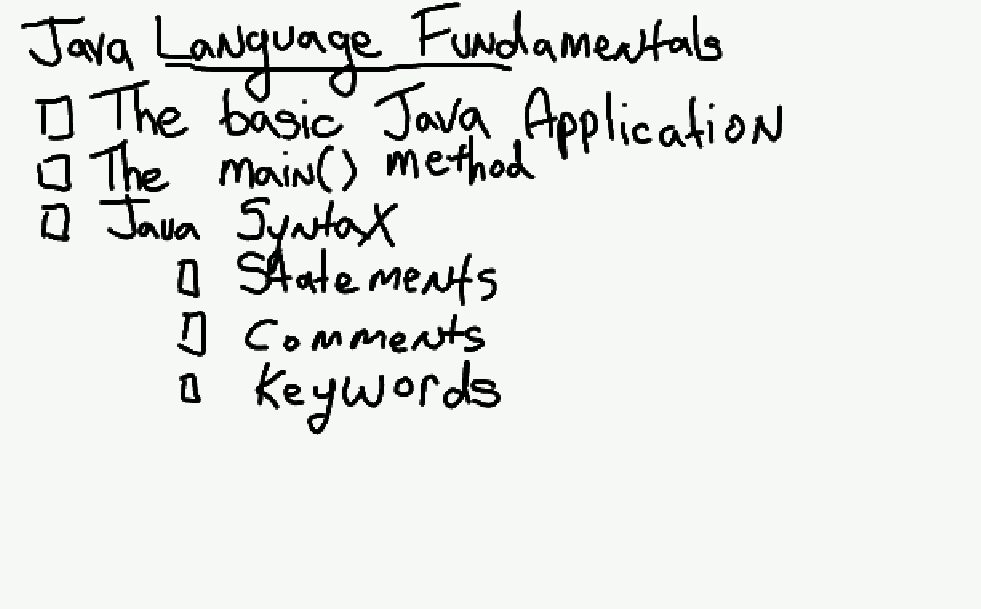 Java Language Fundamentals
The basic Java Application
The main() method
Java Syntax
Statements
Comments
Keywords